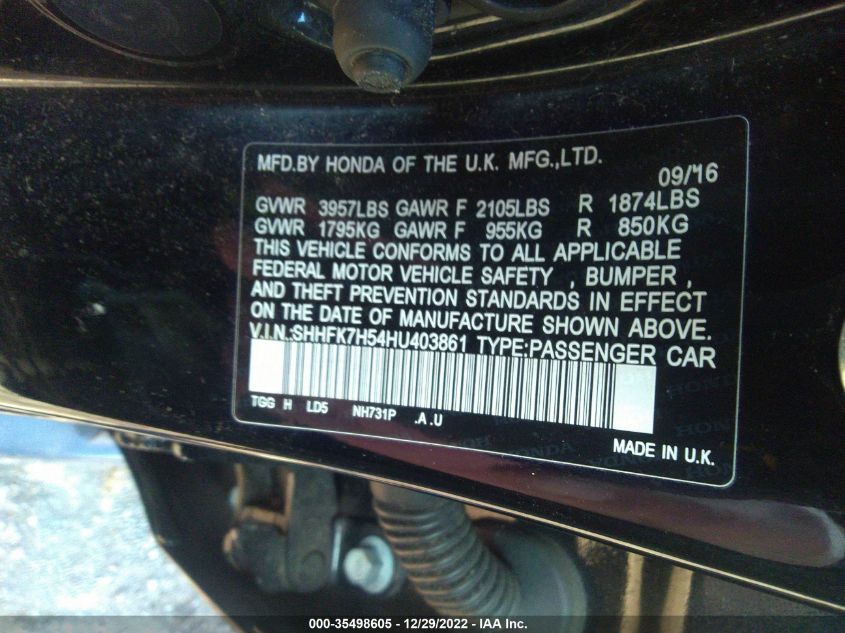 MFD.BY HONDA OF THE U.K. MFG.,LTD.
09/16
GVWR 3957LBS GAWR F 2105LBS R 1874LBS
GVWR 1795KG GAWR F 955KG R 850KG
THIS VEHICLE CONFORMS TO ALL APPLICABLE
FEDERAL MOTOR VEHICLE SAFETY , BUMPER ,
AND THEFT PREVENTION STANDARDS IN EFFECT
ON THE DATE OF MANUFACTURE SHOWN ABOVE.
V.I.N.:SHHFK7H54HU403861 TYPE:PASSENGER CAR
TGG H LD5 NH731P .A .U
MADE IN U.K.
000-35498605 - 12/29/2022 - IAA Inc.